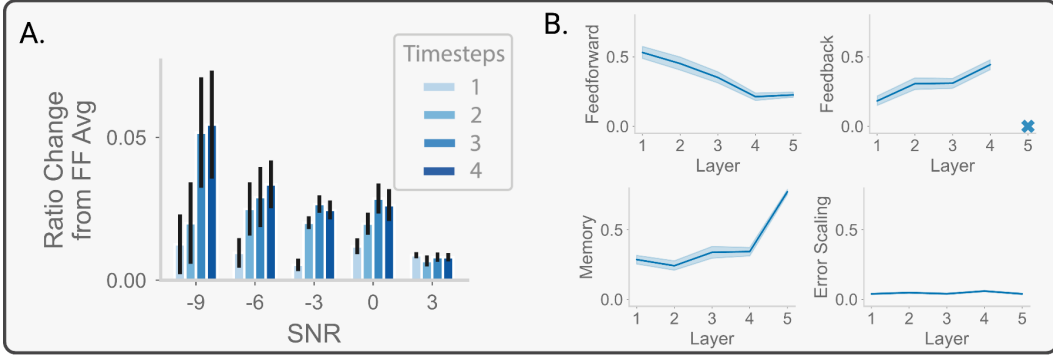 A.
Ratio Change
from FF Avg
0.05
0.00
-9
-6
-3
0
3
SNR
Timesteps
1
2
3
4
B.
Feedforward
0.5
0.0
1 2 3 4 5
Layer
Feedback
0.5
0.0
1 2 3 4 5
Layer
Memory
0.5
0.0
1 2 3 4 5
Layer
Error Scaling
0.5
0.0
1 2 3 4 5
Layer